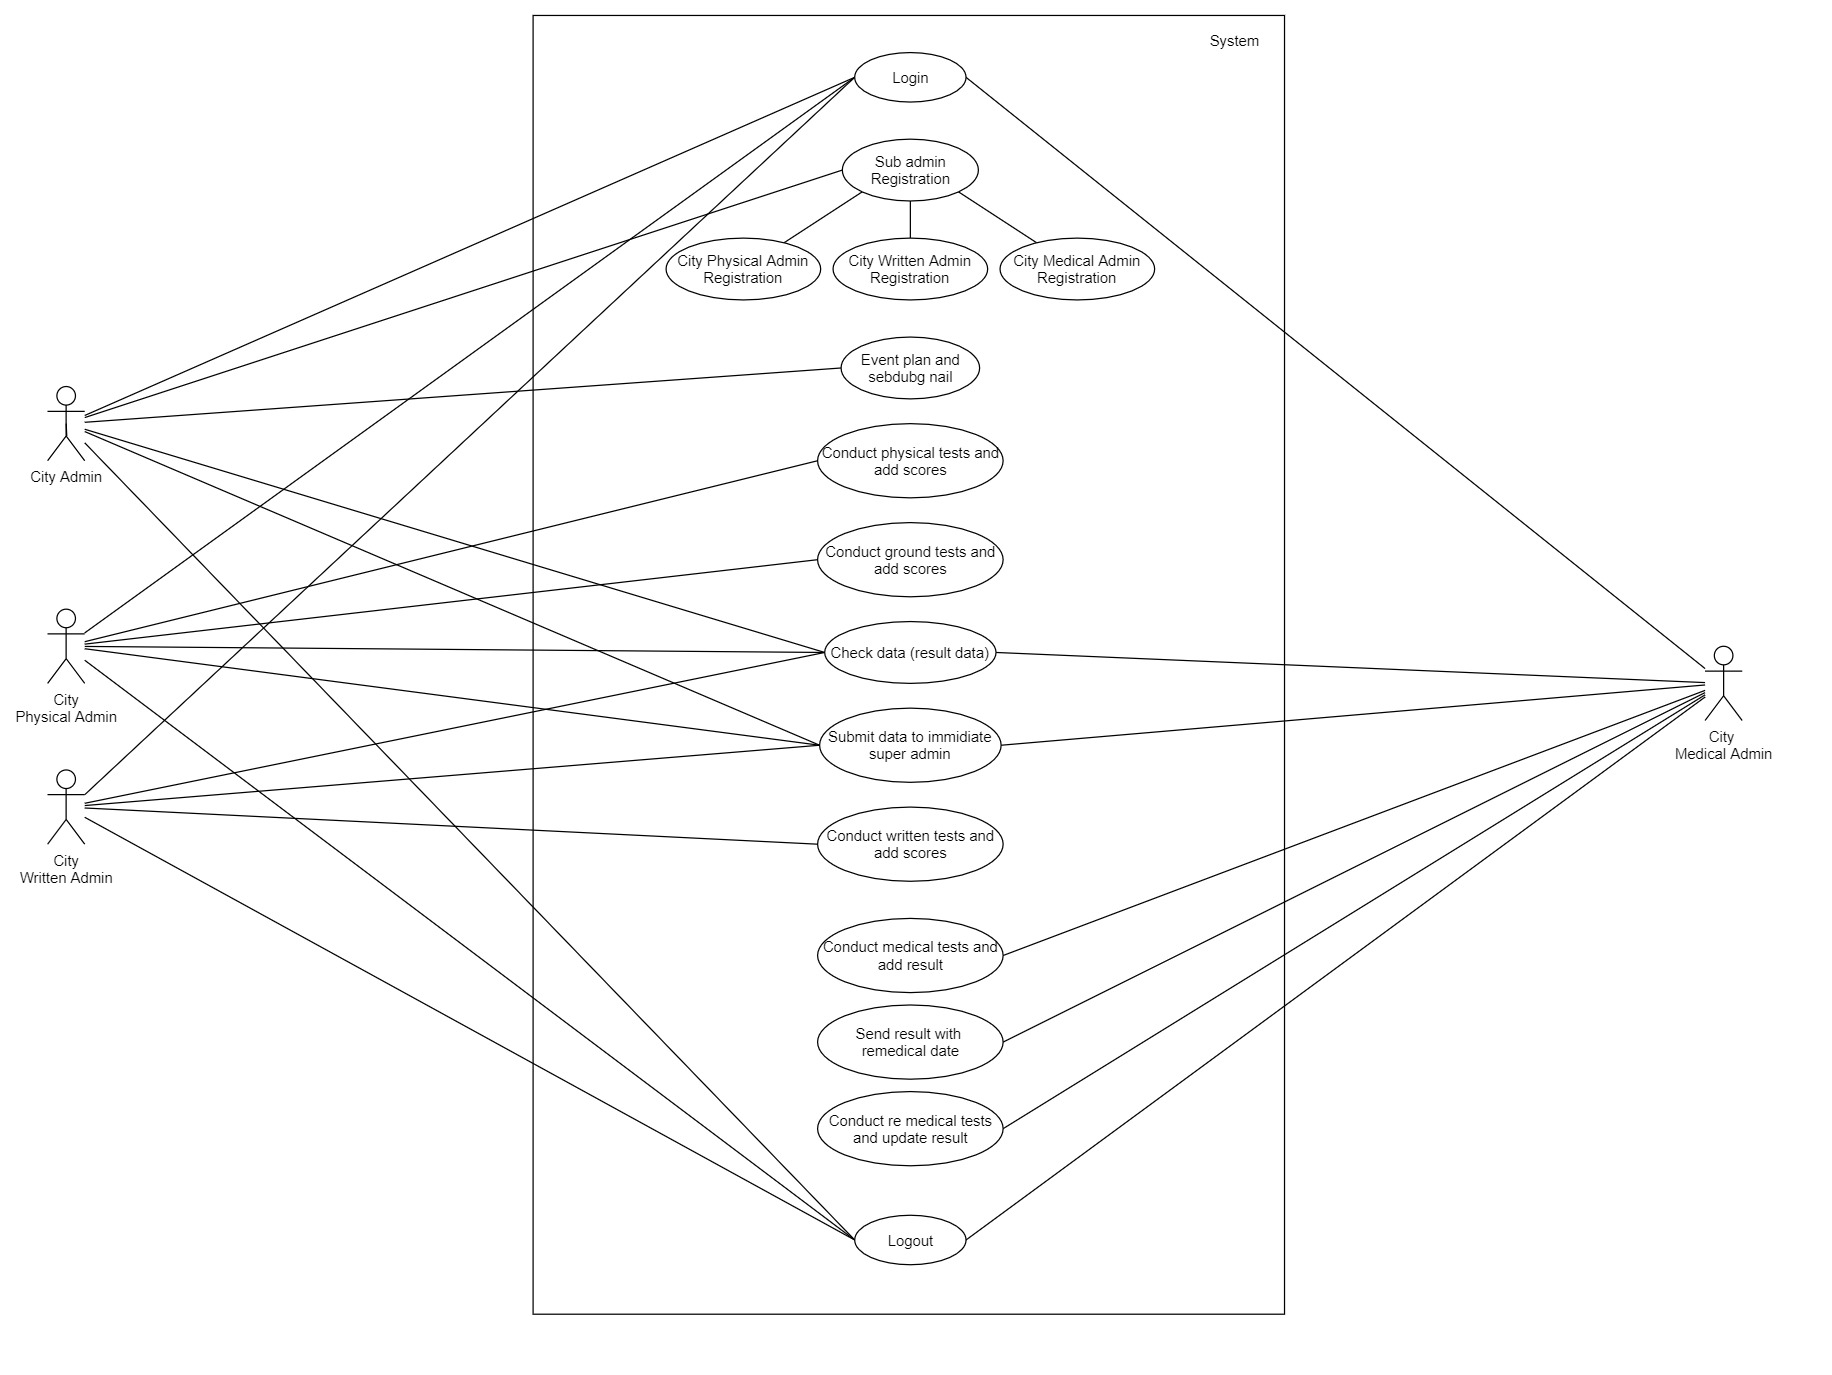 System
Login
Sub admin
Registration
City Physical Admin
Registration
City Written Admin
Registration
City Medical Admin
Registration
Event plan and
sebdubg nail
City Admin
Conduct physical tests and
add scores
Conduct ground tests and
add scores
Check data (result data)
City
Physical Admin
Submit data to immidiate
super admin
City
Medical Admin
Conduct written tests and
add scores
City
Written Admin
Conduct medical tests and
add result
Send result with
remedical date
Conduct re medical tests
and update result
Logout